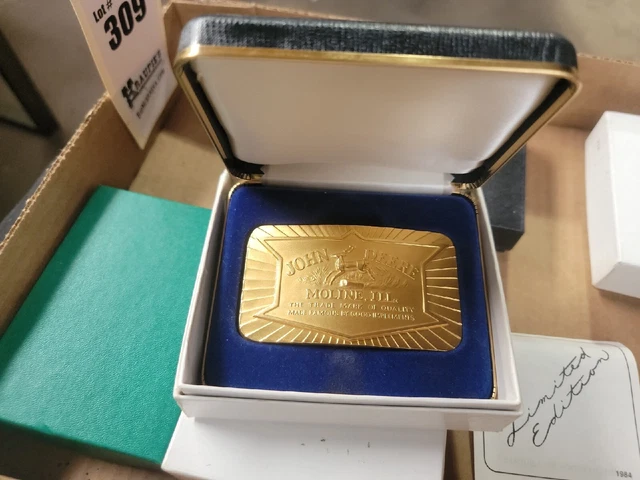 Lot #
309
JOHN DEERE
MOLINE, ILL.
THE TRADE MARK OF QUALITY
MADE FAMOUS BY GOOD IMPLEMENTS
Limited
Edition
1984